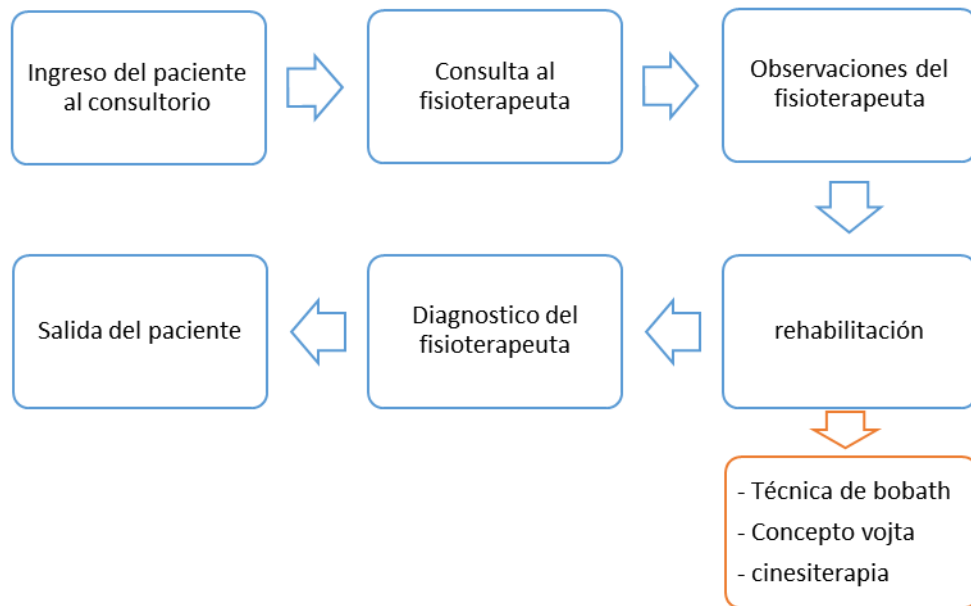 Ingreso del paciente
al consultorio
Consulta al
fisioterapeuta
Observaciones del
fisioterapeuta
rehabilitación
Diagnostico del
fisioterapeuta
Salida del paciente
- Técnica de bobath
- Concepto vojta
- cinesiterapia